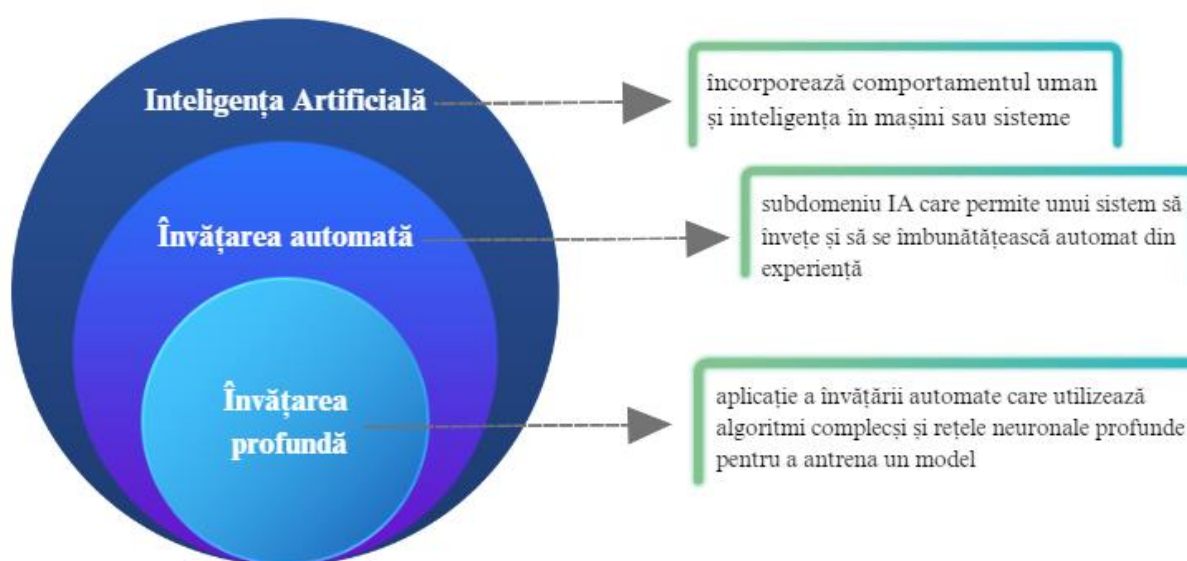 Inteligența Artificială
încorporează comportamentul uman
și inteligența în mașini sau sisteme
Învățarea automată
subdomeniu IA care permite unui sistem să
învețe și să se îmbunătățească automat din
experiență
Învățarea
profundă
aplicație a învățării automate care utilizează
algoritmi complecși și rețele neuronale profunde
pentru a antrena un model